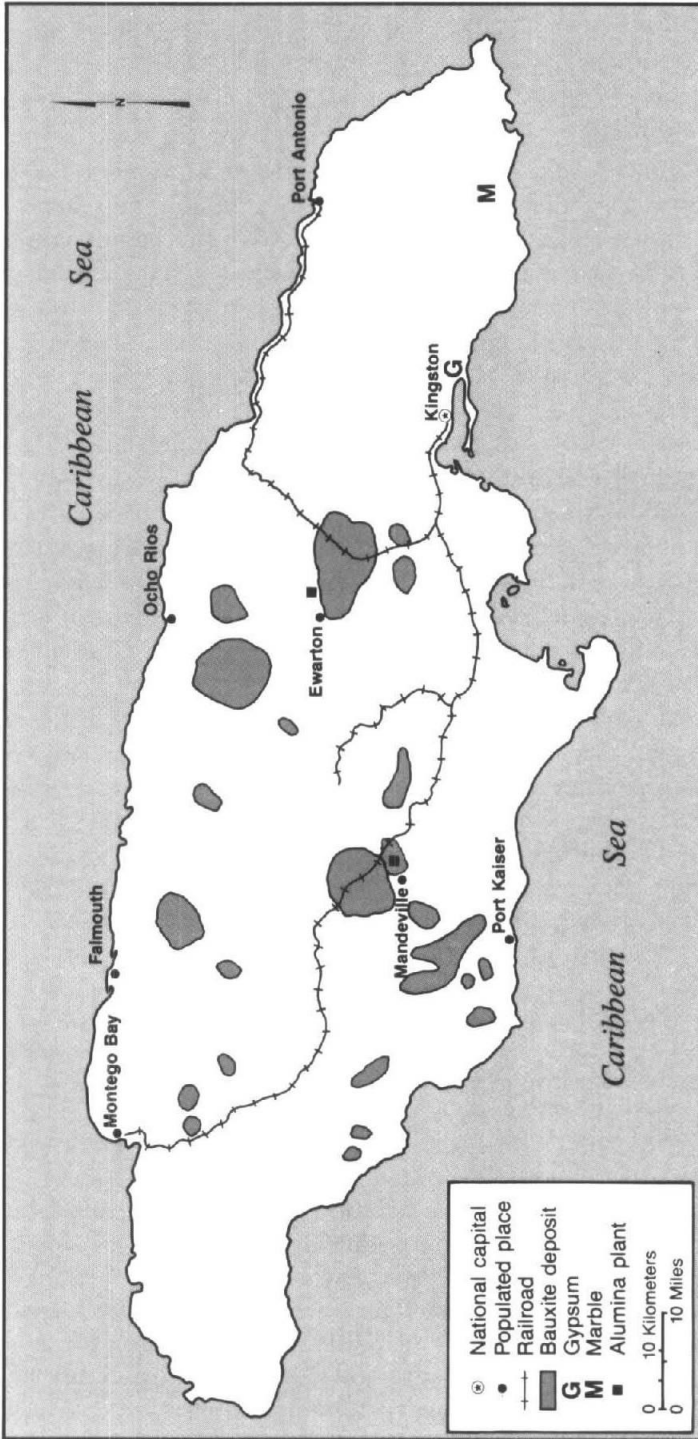 N
Caribbean Sea
Montego Bay
Falmouth
Ocho Rios
Port Antonio
Ewarton
Kingston
G
M
Mandeville
Port Kaiser
Caribbean Sea
National capital
Populated place
Railroad
Bauxite deposit
G Gypsum
M Marble
Alumina plant
0 10 Kilometers
0 10 Miles